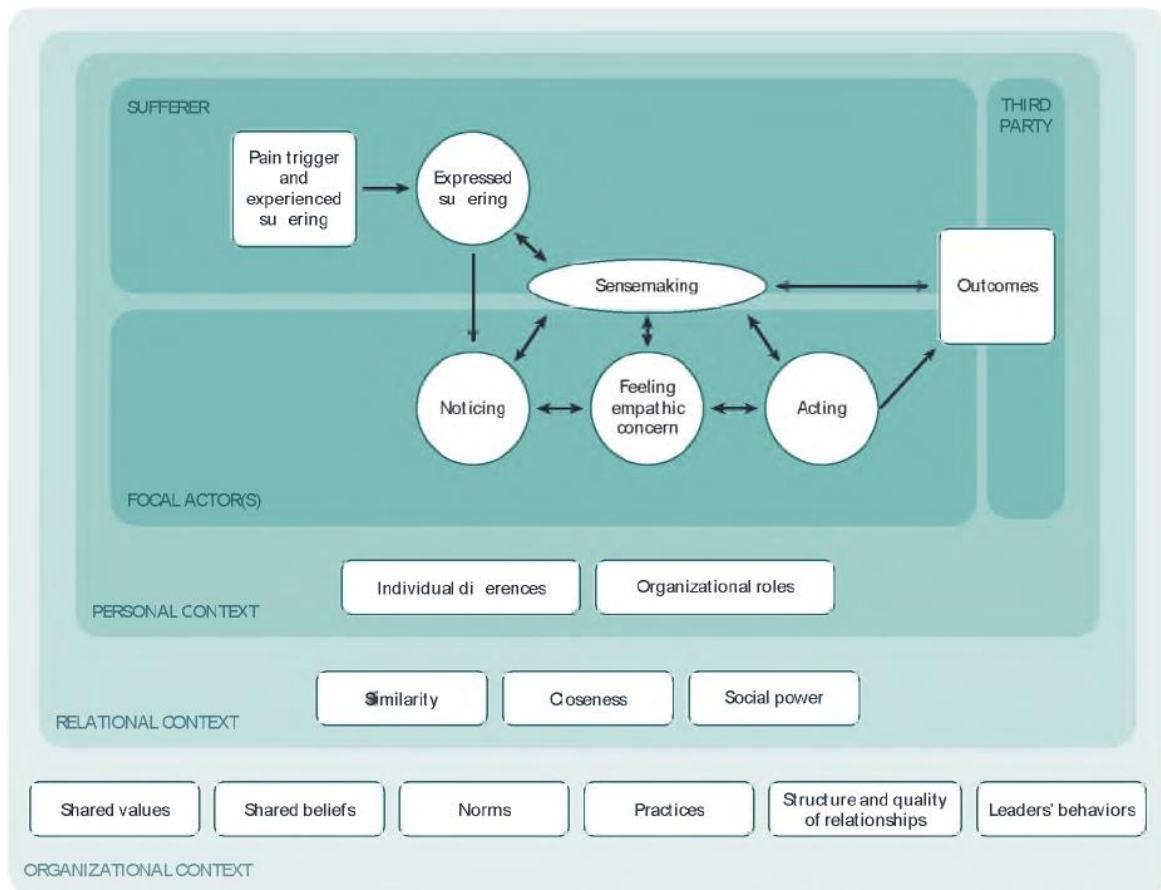 SUFFERER
THIRD
PARTY
Pain trigger
and
experienced
su ering
Expressed
su ering
Sensemaking
Outcomes
Noticing
Feeling
empathic
concern
Acting
FOCAL ACTOR(S)
Individual di erences
Organizational roles
PERSONAL CONTEXT
Similarity
Closeness
Social power
RELATIONAL CONTEXT
Shared values
Shared beliefs
Norms
Practices
Structure and quality
of relationships
Leaders' behaviors
ORGANIZATIONAL CONTEXT